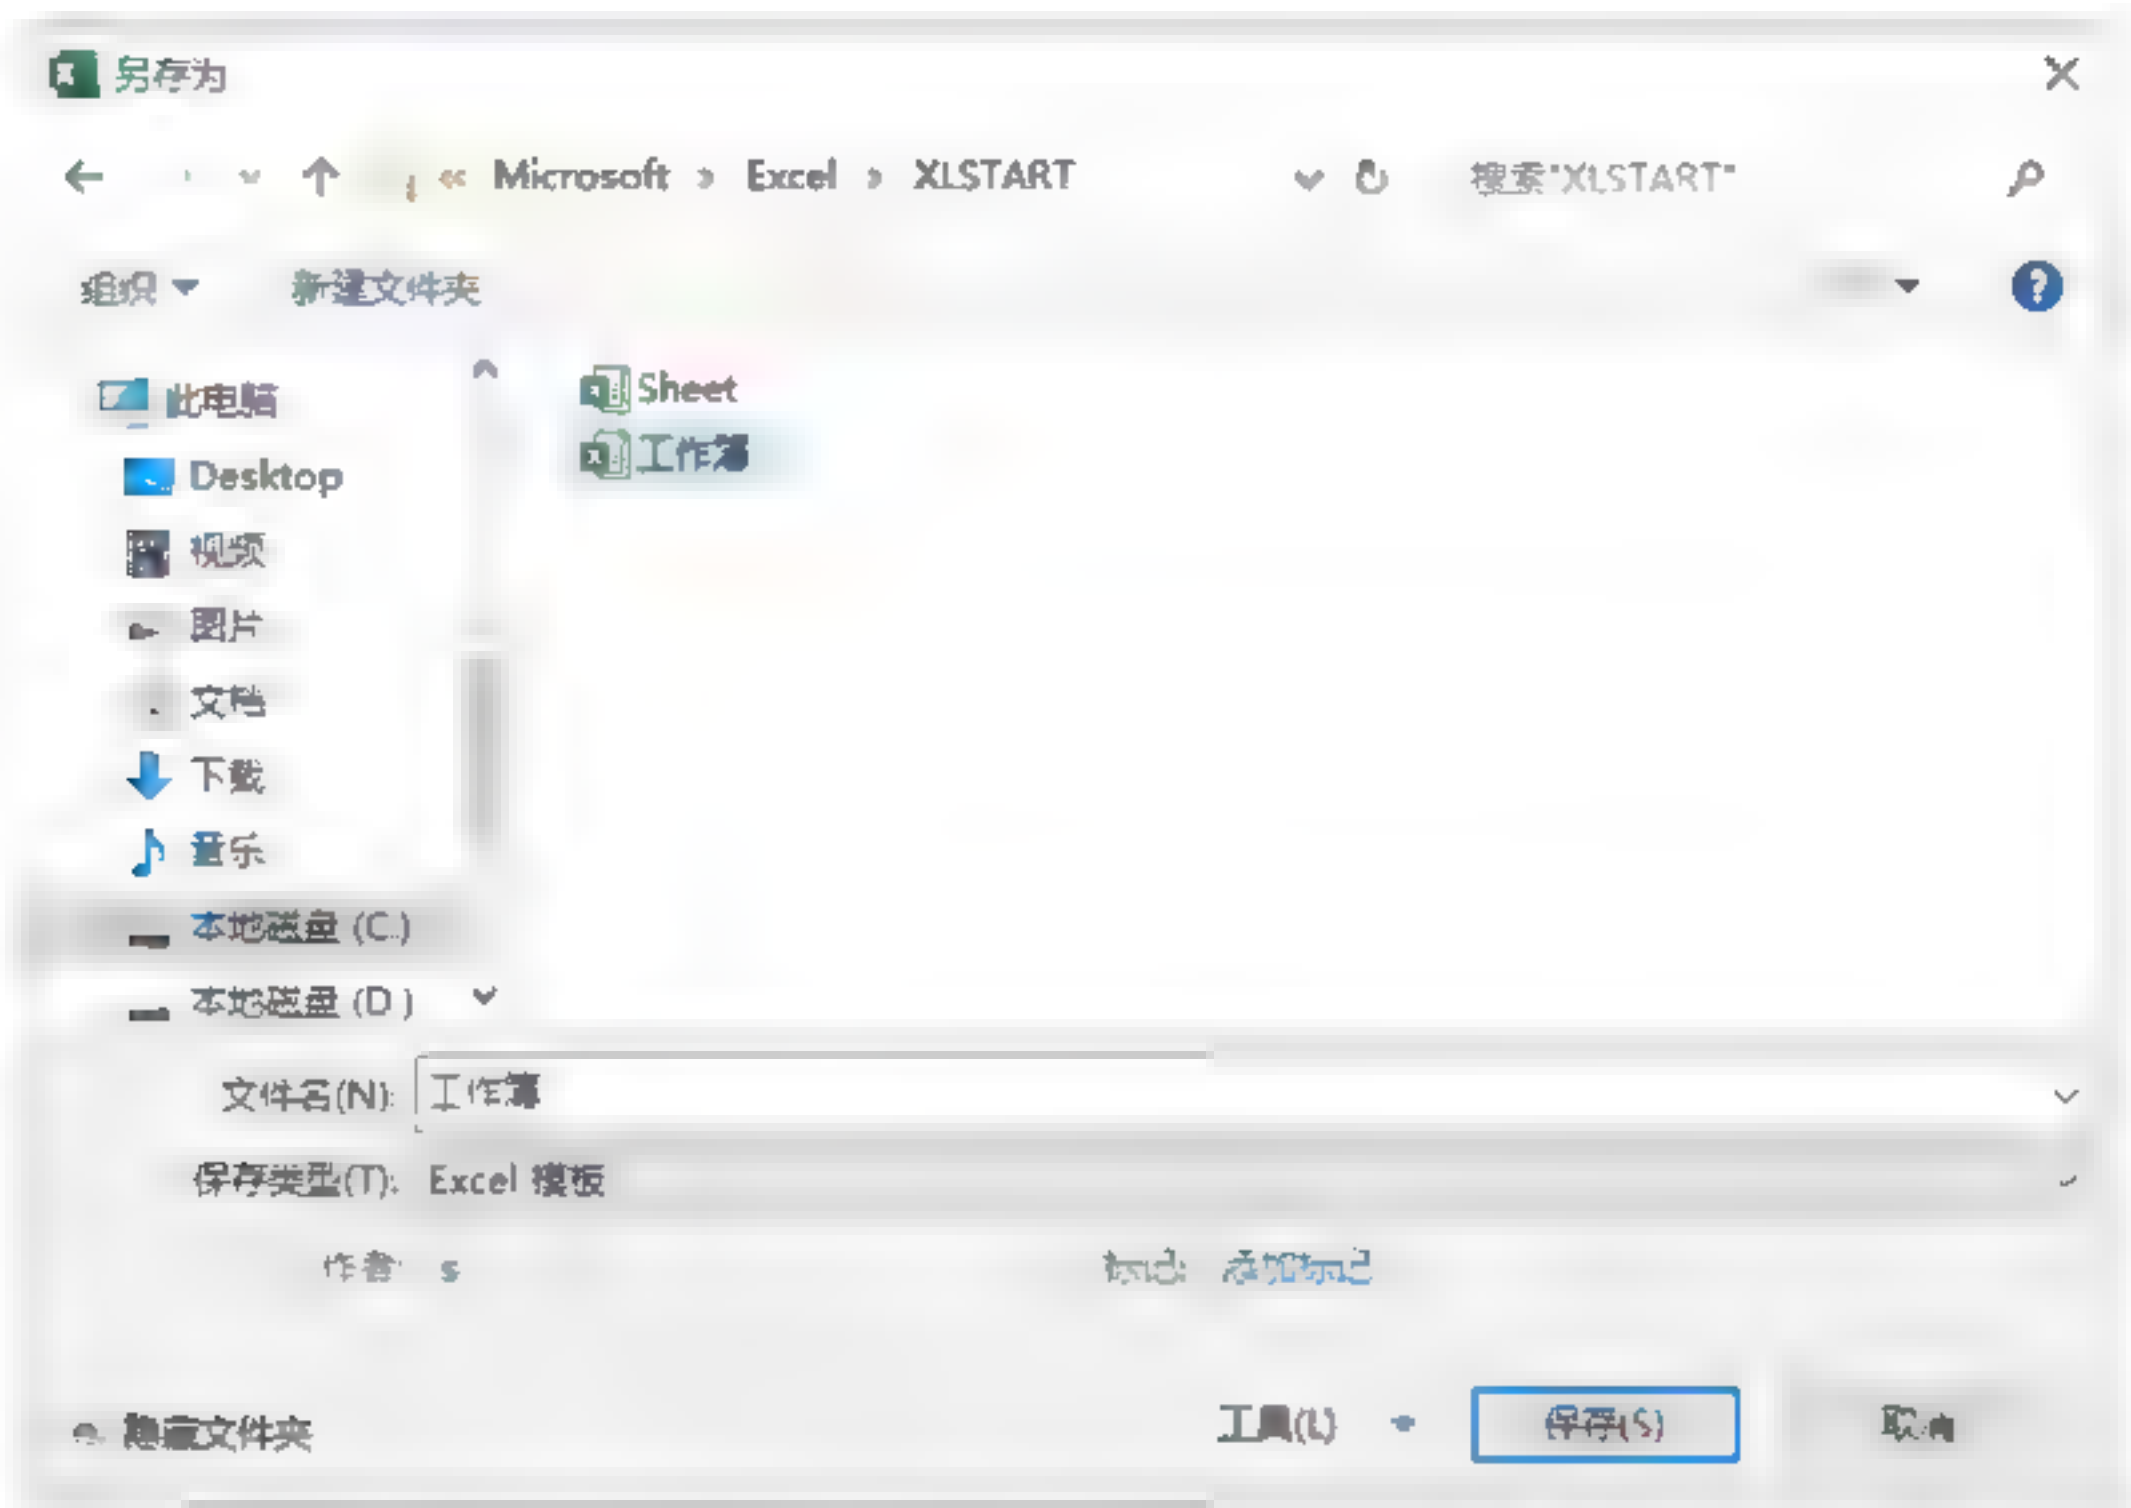 另存为
« Microsoft › Excel › XLSTART
搜索"XLSTART"
组织 新建文件夹
此电脑
Desktop
视频
图片
文档
下载
音乐
本地磁盘 (C:)
本地磁盘 (D:)
Sheet
工作簿
文件名(N): 工作簿
保存类型(T): Excel 模板
作者: s
标记: 添加标记
隐藏文件夹
工具(L)
保存(S)
取消